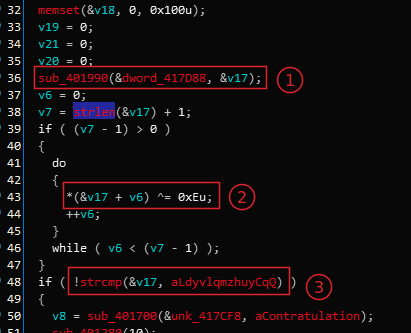 32 memset(&v18, 0, 0x100u);
33 v19 = 0;
34 v21 = 0;
35 v20 = 0;
36 sub_401990(&dword_417D88, &v17); 1
37 v6 = 0;
38 v7 = strlen(&v17) + 1;
39 if ( (v7 - 1) > 0 )
40 {
41 do
42 {
43 *(&v17 + v6) ^= 0xEu; 2
44 ++v6;
45 }
46 while ( v6 < (v7 - 1) );
47 }
48 if ( !strcmp(&v17, aLdyvlqmzhuyCqQ) ) 3
49 {
50 v8 = sub_401700(&unk_417CF8, aContratulation);
51 sub_401280(10);